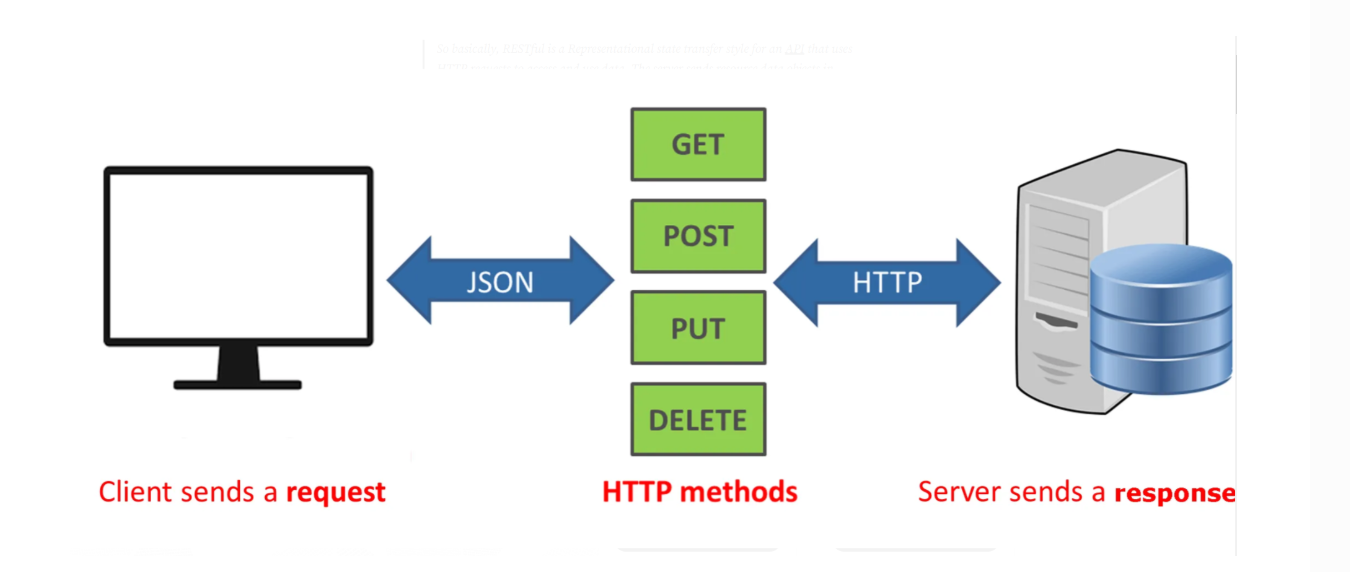 So basically, RESTful is a Representational state transfer style for an API that uses
GET
POST
JSON
HTTP
PUT
DELETE
Client sends a request
HTTP methods
Server sends a response